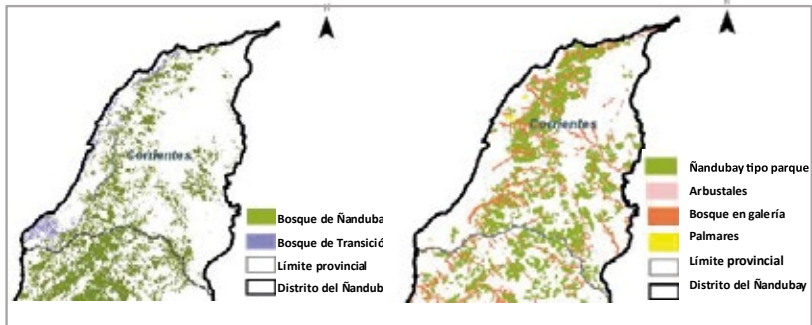 Corrientes
Bosque de Ñanduba
Bosque de Transició
Límite provincial
Distrito del Ñandub
Corrientes
Ñandubay tipo parque
Arbustales
Bosque en galería
Palmares
Límite provincial
Distrito del Ñandubay